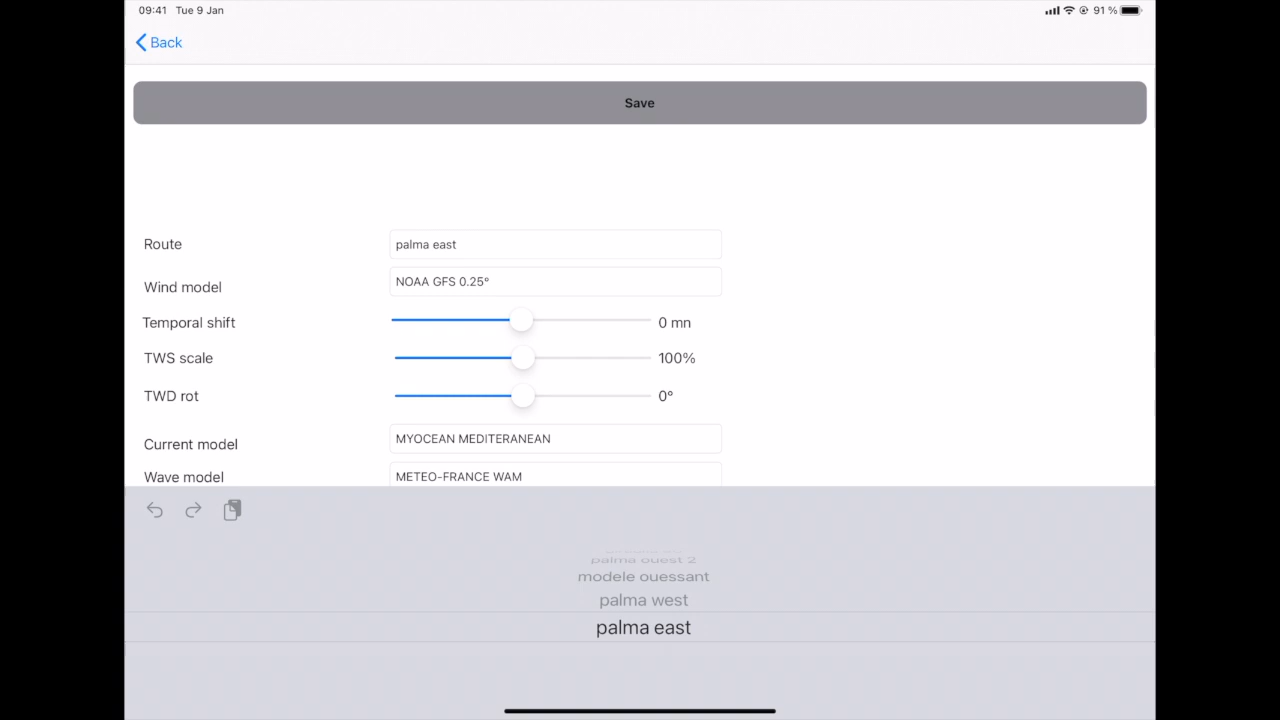 09:41 Tue 9 Jan 91 %
Back
Save
Route palma east
Wind model NOAA GFS 0.25°
Temporal shift 0 mn
TWS scale 100%
TWD rot 0°
Current model MYOCEAN MEDITERANEAN
Wave model METEO-FRANCE WAM
palma ouest 2
modele ouessant
palma west
palma east